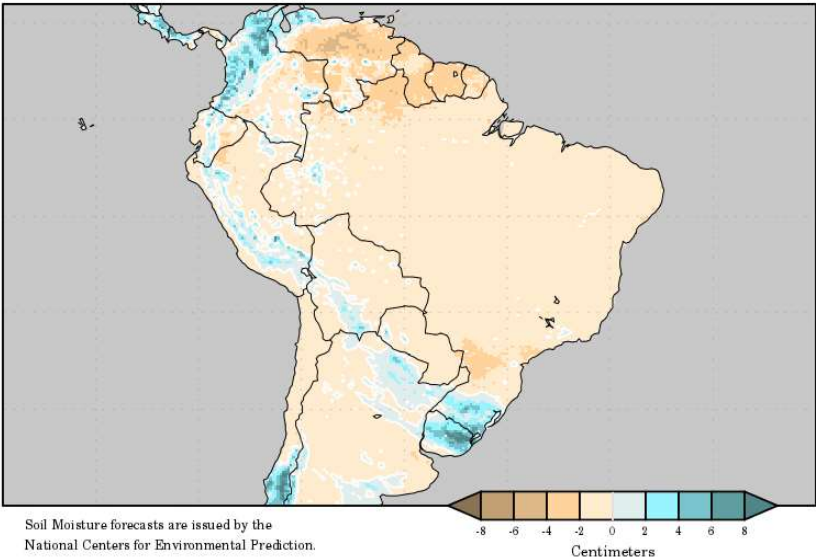 Soil Moisture forecasts are issued by the
National Centers for Environmental Prediction.
-8 -6 -4 -2 0 2 4 6 8
Centimeters